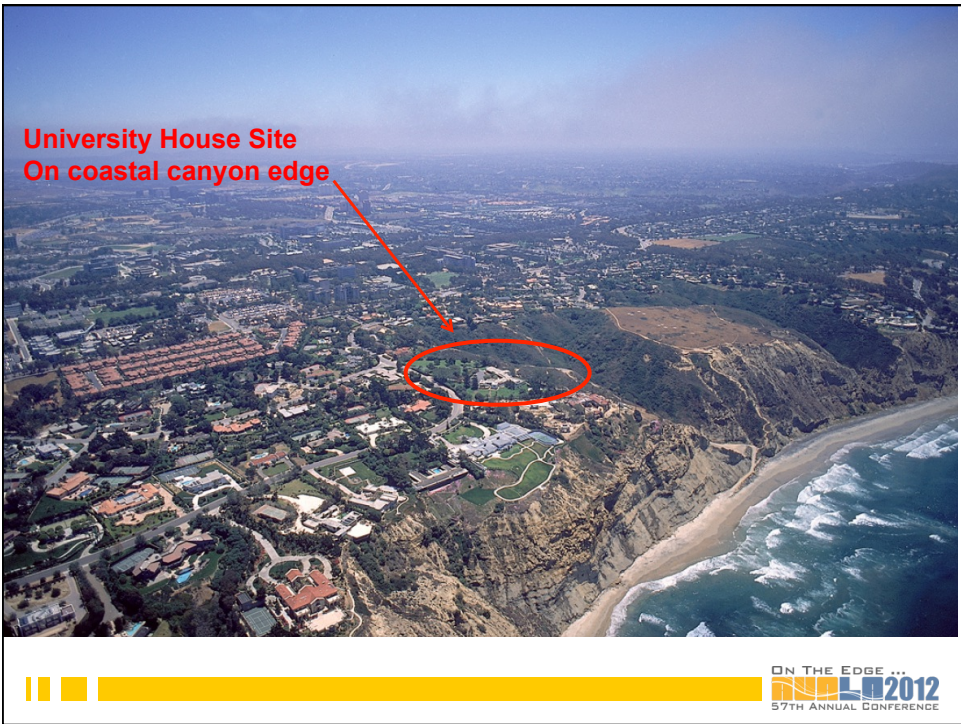 University House Site
On coastal canyon edge
ON THE EDGE ...
2012
57TH ANNUAL CONFERENCE